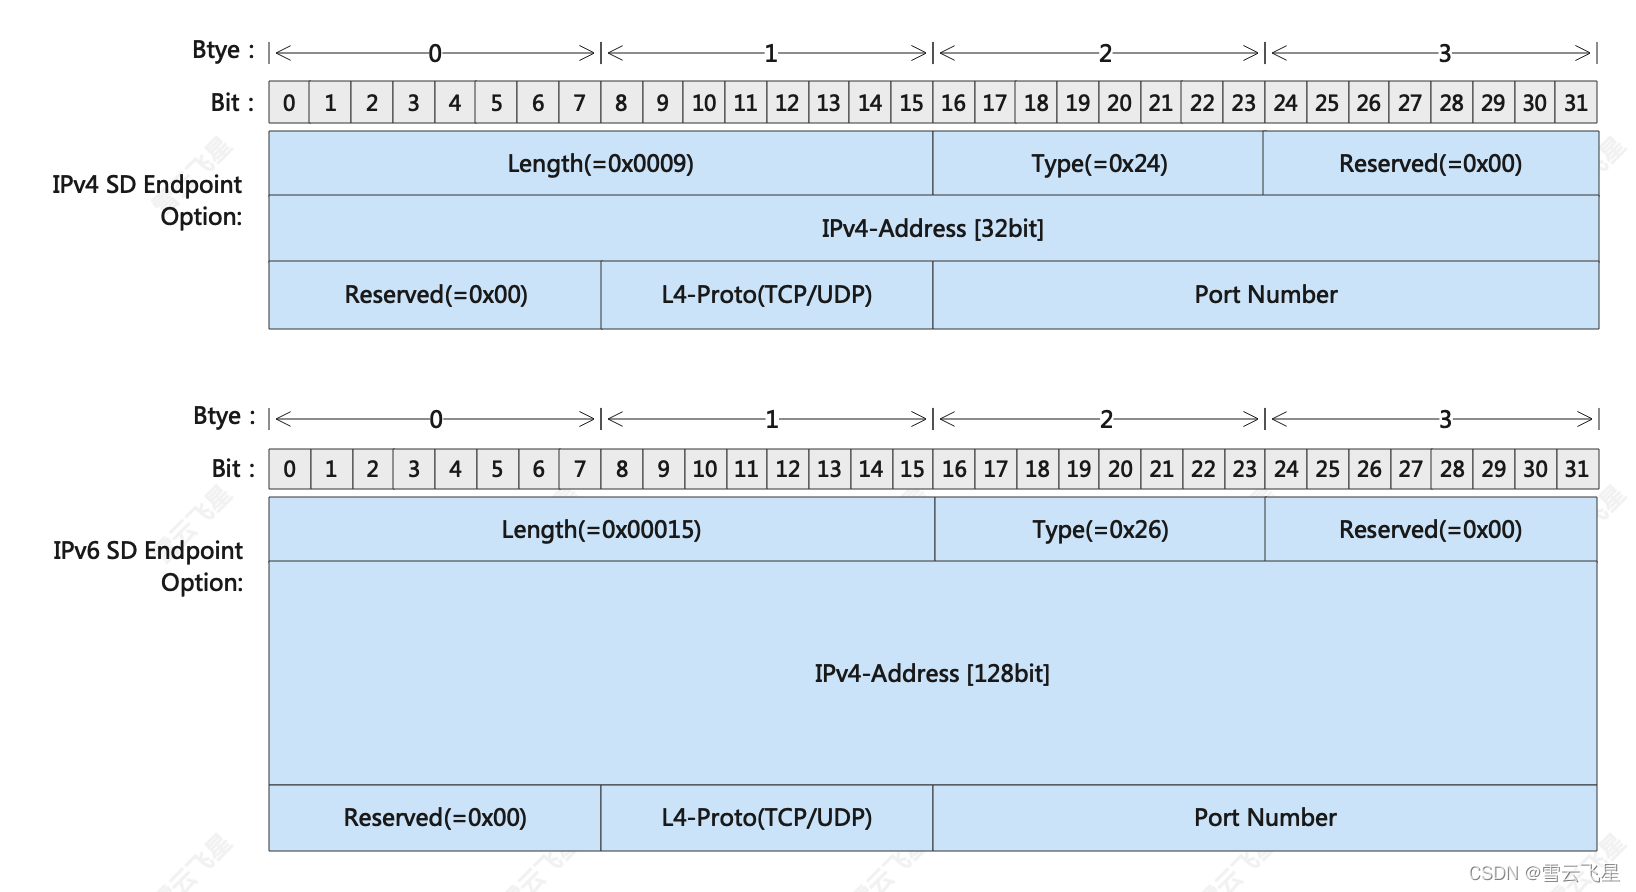 Btye : 0 1 2 3
Bit : 0 1 2 3 4 5 6 7 8 9 10 11 12 13 14 15 16 17 18 19 20 21 22 23 24 25 26 27 28 29 30 31
IPv4 SD Endpoint
Option:
Length(=0x0009) Type(=0x24) Reserved(=0x00)
IPv4-Address [32bit]
Reserved(=0x00) L4-Proto(TCP/UDP) Port Number
Btye : 0 1 2 3
Bit : 0 1 2 3 4 5 6 7 8 9 10 11 12 13 14 15 16 17 18 19 20 21 22 23 24 25 26 27 28 29 30 31
IPv6 SD Endpoint
Option:
Length(=0x00015) Type(=0x26) Reserved(=0x00)
IPv4-Address [128bit]
Reserved(=0x00) L4-Proto(TCP/UDP) Port Number
CSDN @雪云飞星